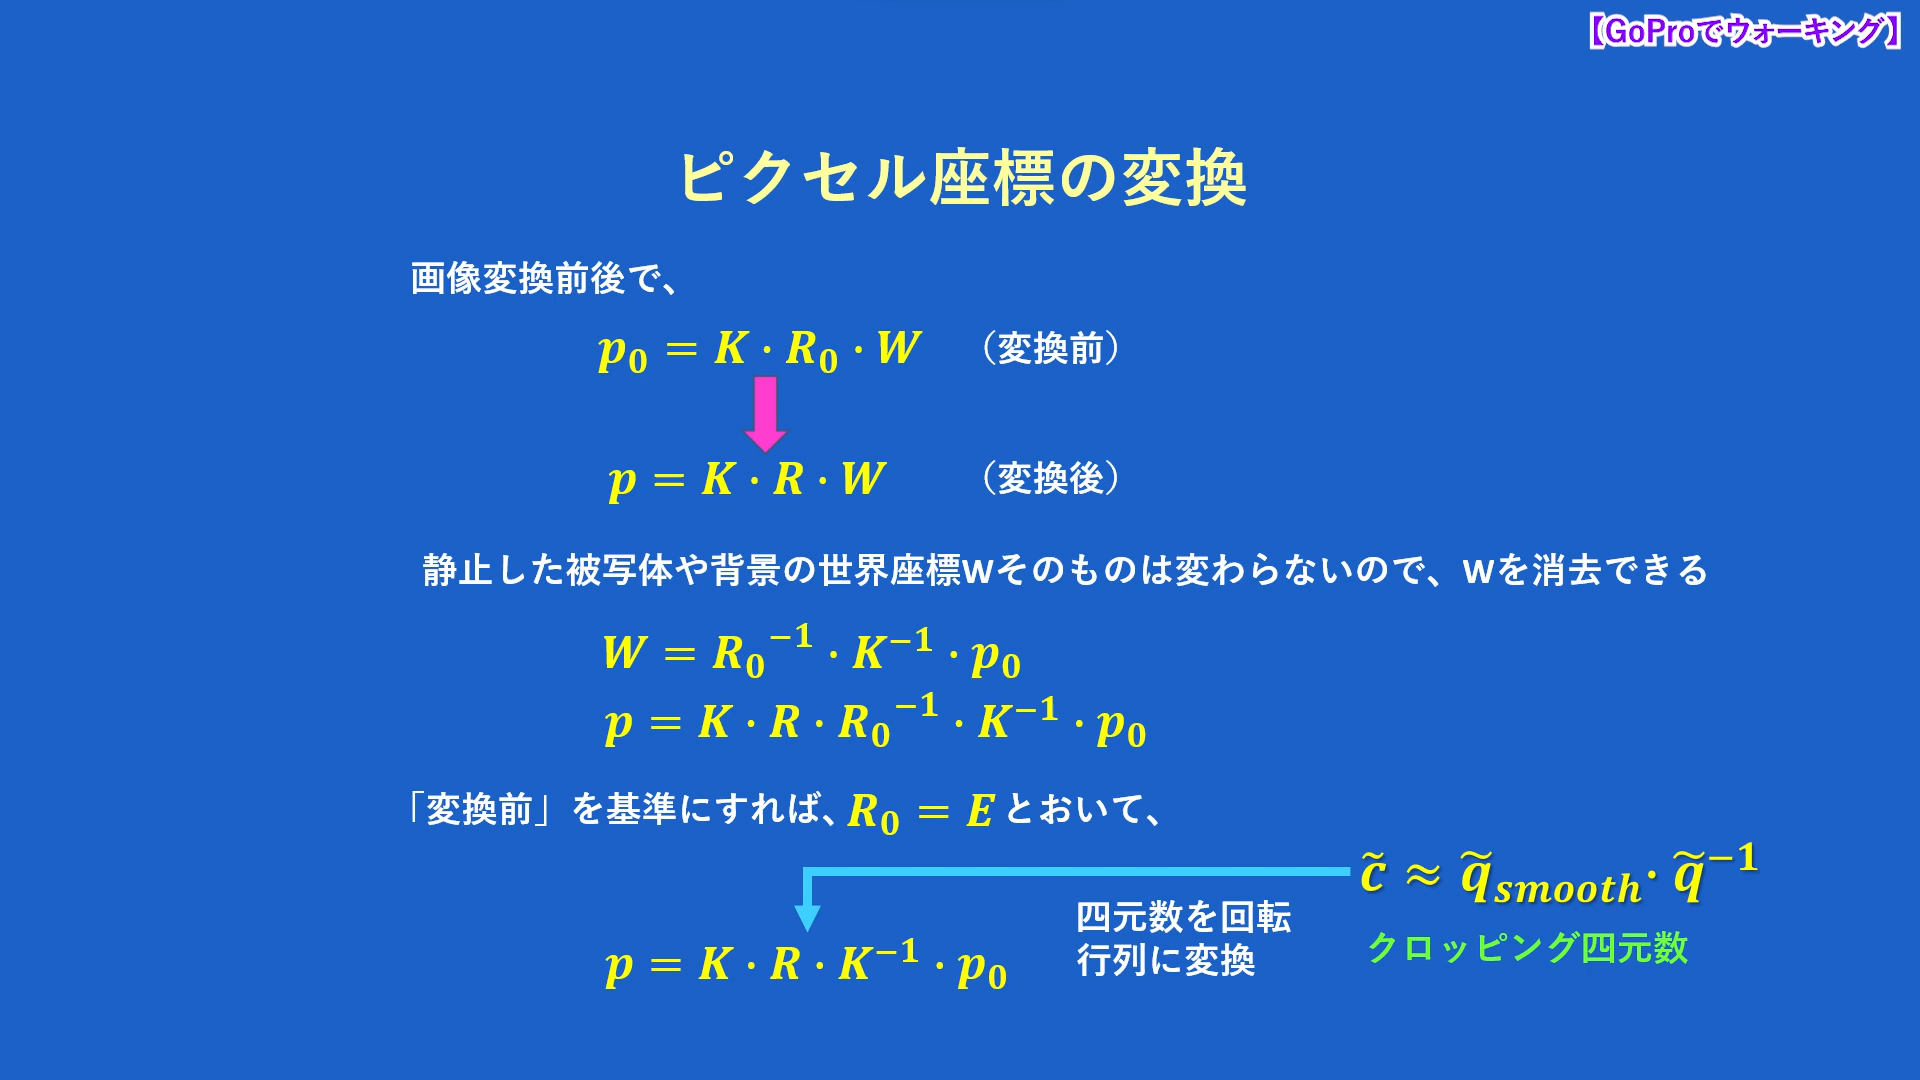 【GoProでウォーキング】
ピクセル座標の変換
画像変換前後で、
p₀ = K · R₀ · W （変換前）
p = K · R · W （変換後）
静止した被写体や背景の世界座標Wそのものは変わらないので、Wを消去できる
W = R₀⁻¹ · K⁻¹ · p₀
p = K · R · R₀⁻¹ · K⁻¹ · p₀
「変換前」を基準にすれば、R₀ = E とおいて、
c̃ ≈ q̃smooth · q̃⁻¹
四元数を回転
行列に変換
クロッピング四元数
p = K · R · K⁻¹ · p₀